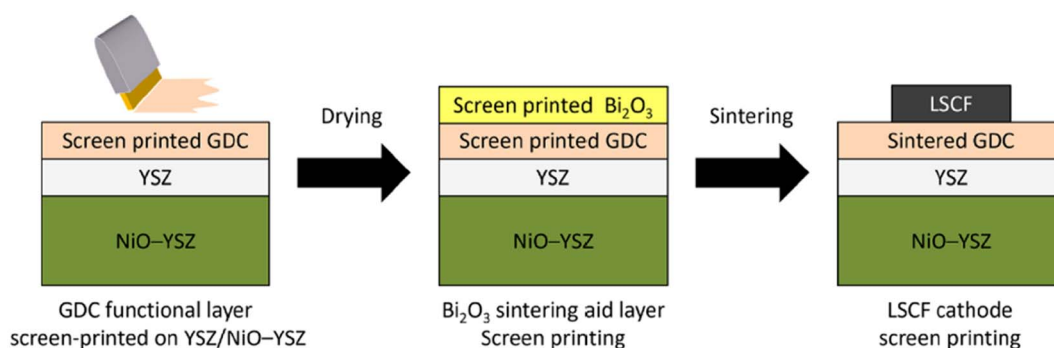 Screen printed GDC
YSZ
NiO–YSZ
GDC functional layer
screen-printed on YSZ/NiO–YSZ
Drying
Screen printed Bi₂O₃
Screen printed GDC
YSZ
NiO–YSZ
Bi₂O₃ sintering aid layer
Screen printing
Sintering
LSCF
Sintered GDC
YSZ
NiO–YSZ
LSCF cathode
screen printing